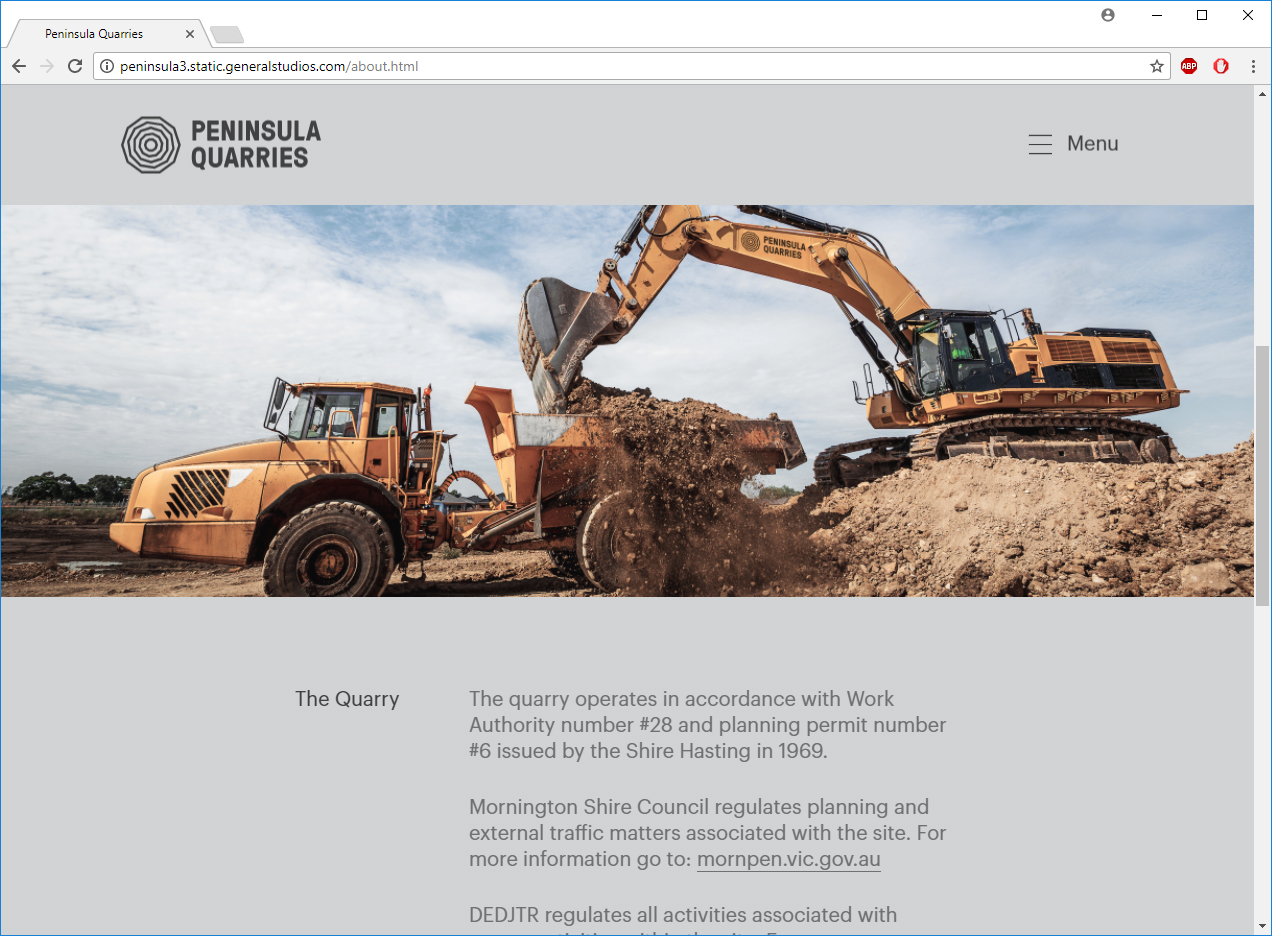 Peninsula Quarries
peninsula3.static.generalstudios.com/about.html
ABP
PENINSULA
QUARRIES
Menu
PENINSULA
QUARRIES
The Quarry
The quarry operates in accordance with Work
Authority number #28 and planning permit number
#6 issued by the Shire Hasting in 1969.
Mornington Shire Council regulates planning and
external traffic matters associated with the site. For
more information go to: mornpen.vic.gov.au
DEDJTR regulates all activities associated with